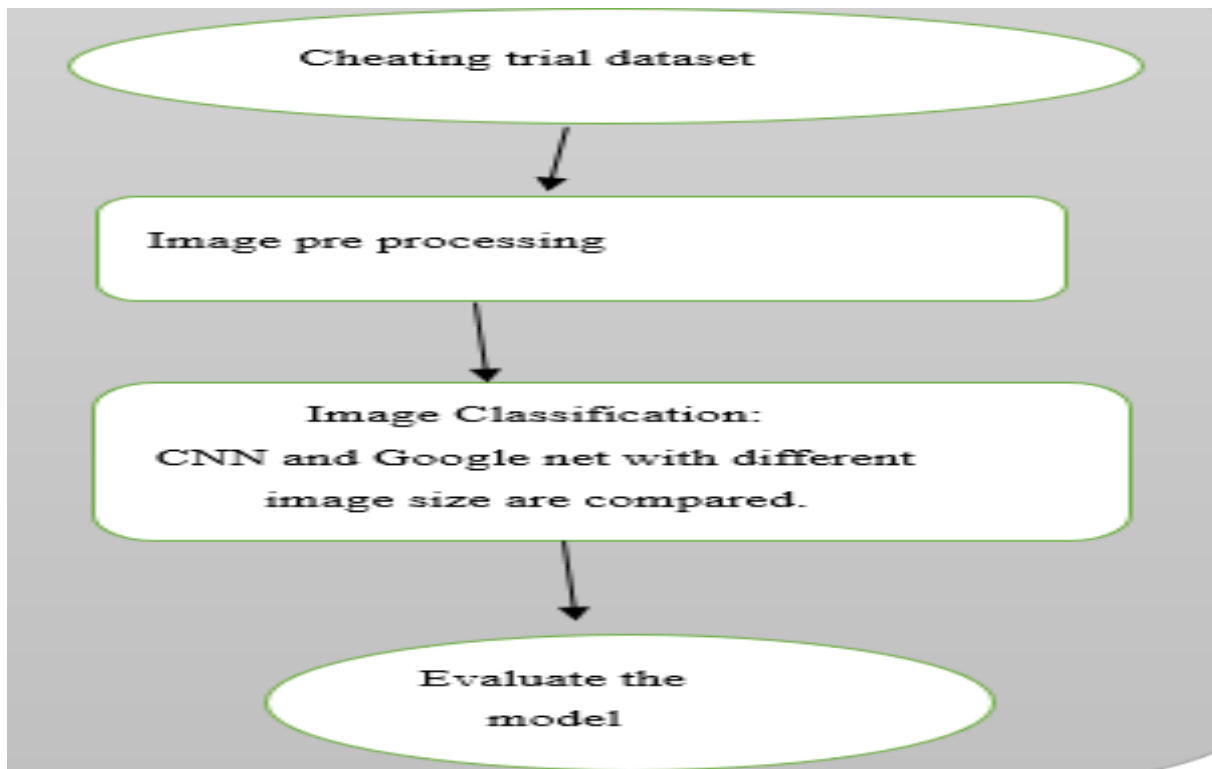 Cheating trial dataset
Image pre processing
Image Classification:
CNN and Google net with different
image size are compared.
Evaluate the
model